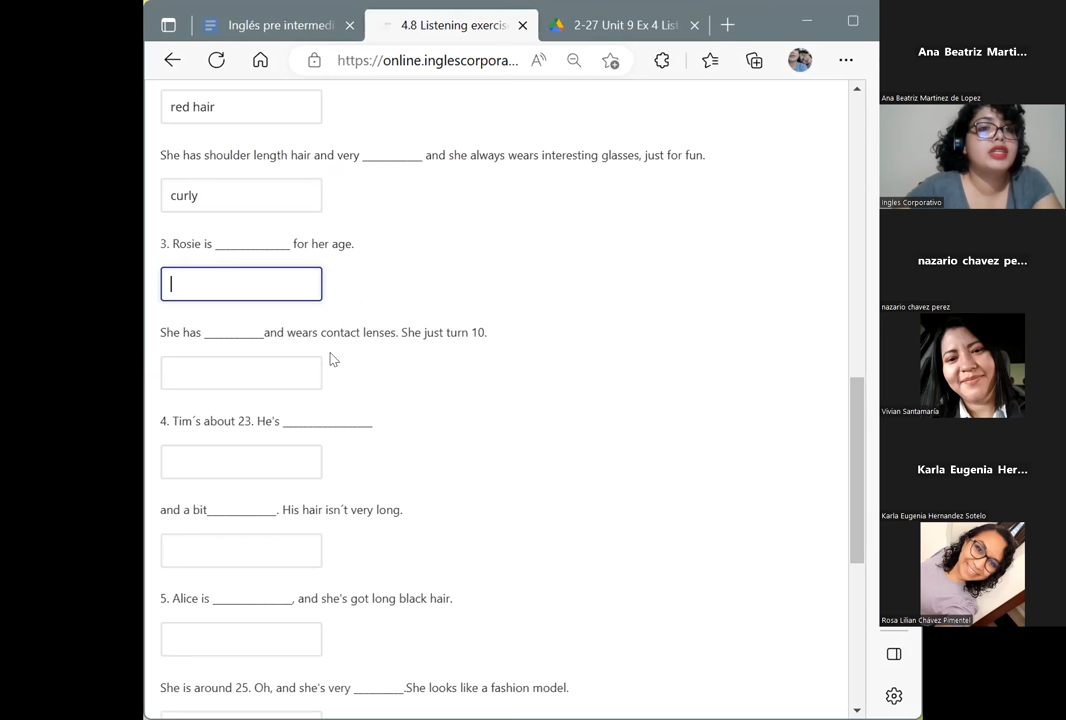 Inglés pre intermedi
4.8 Listening exercis
2-27 Unit 9 Ex 4 List
https://online.inglescorpora...
red hair
She has shoulder length hair and very __________ and she always wears interesting glasses, just for fun.
curly
3. Rosie is ____________ for her age.
She has __________and wears contact lenses. She just turn 10.
4. Tim´s about 23. He's _______________
and a bit____________. His hair isn´t very long.
5. Alice is _____________, and she's got long black hair.
She is around 25. Oh, and she's very ________.She looks like a fashion model.
Ana Beatriz Marti...
Ana Beatriz Martinez de Lopez
Ingles Corporativo
nazario chavez pe...
nazario chavez perez
Vivian Santamaría
Karla Eugenia Her...
Karla Eugenia Hernandez Sotelo
Rosa Lilian Chávez Pimentel